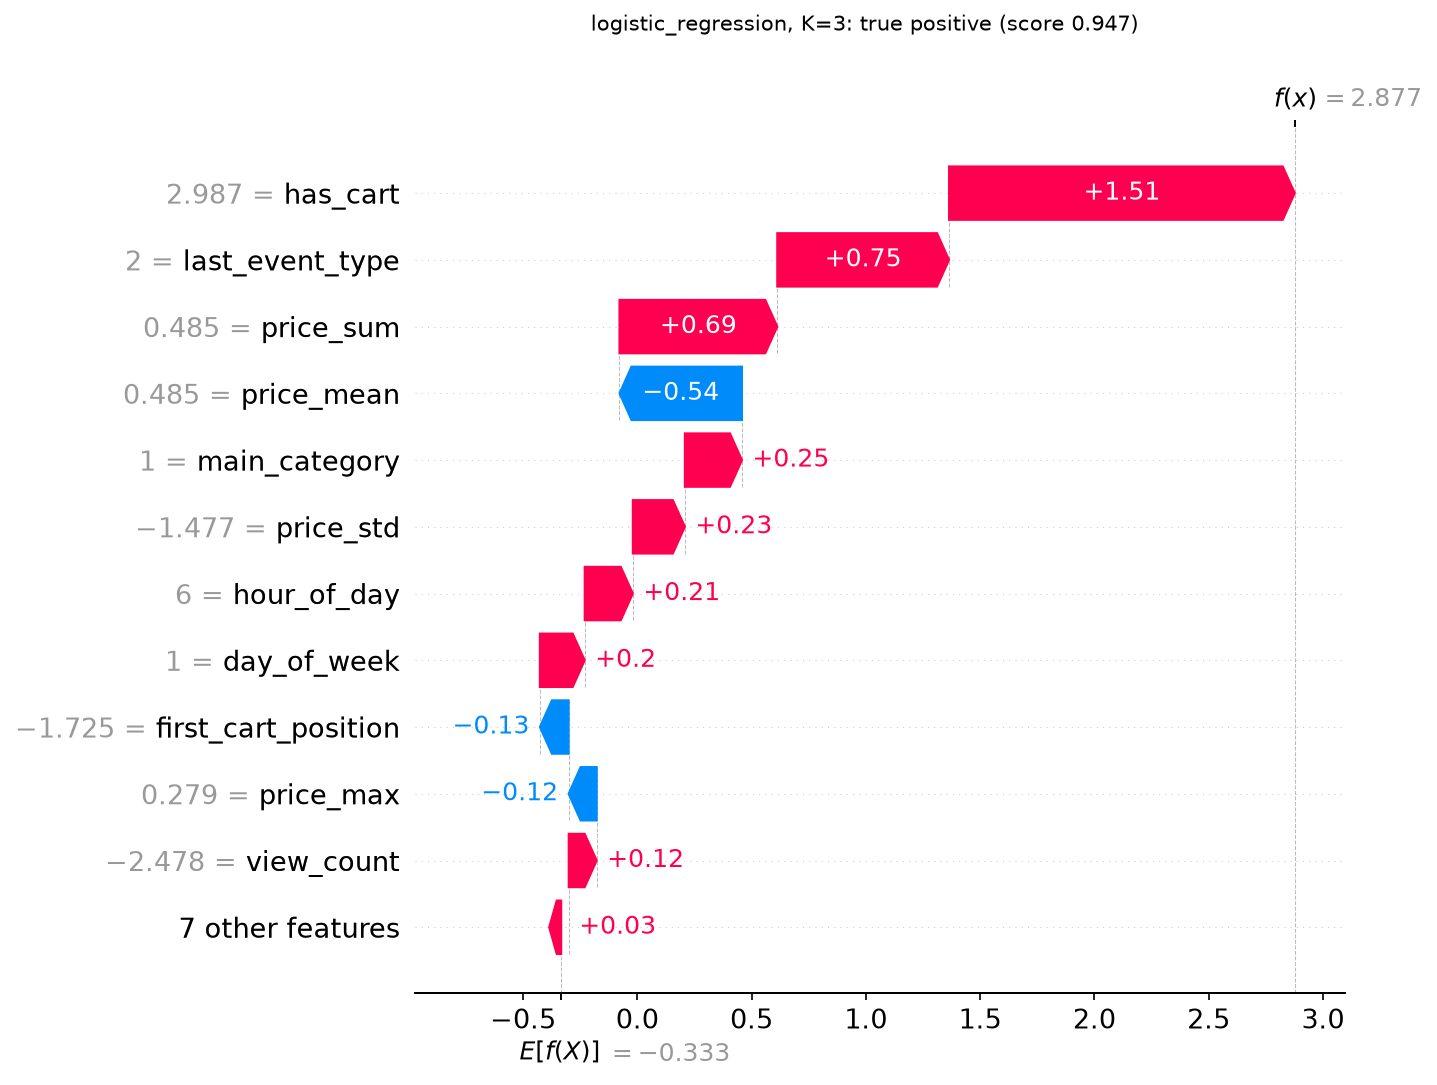 logistic_regression, K=3: true positive (score 0.947)
f(x) = 2.877
2.987 = has_cart +1.51
2 = last_event_type +0.75
0.485 = price_sum +0.69
0.485 = price_mean −0.54
1 = main_category +0.25
−1.477 = price_std +0.23
6 = hour_of_day +0.21
1 = day_of_week +0.2
−1.725 = first_cart_position −0.13
0.279 = price_max −0.12
−2.478 = view_count +0.12
7 other features +0.03
−0.5 0.0 0.5 1.0 1.5 2.0 2.5 3.0
E[f(X)] = −0.333